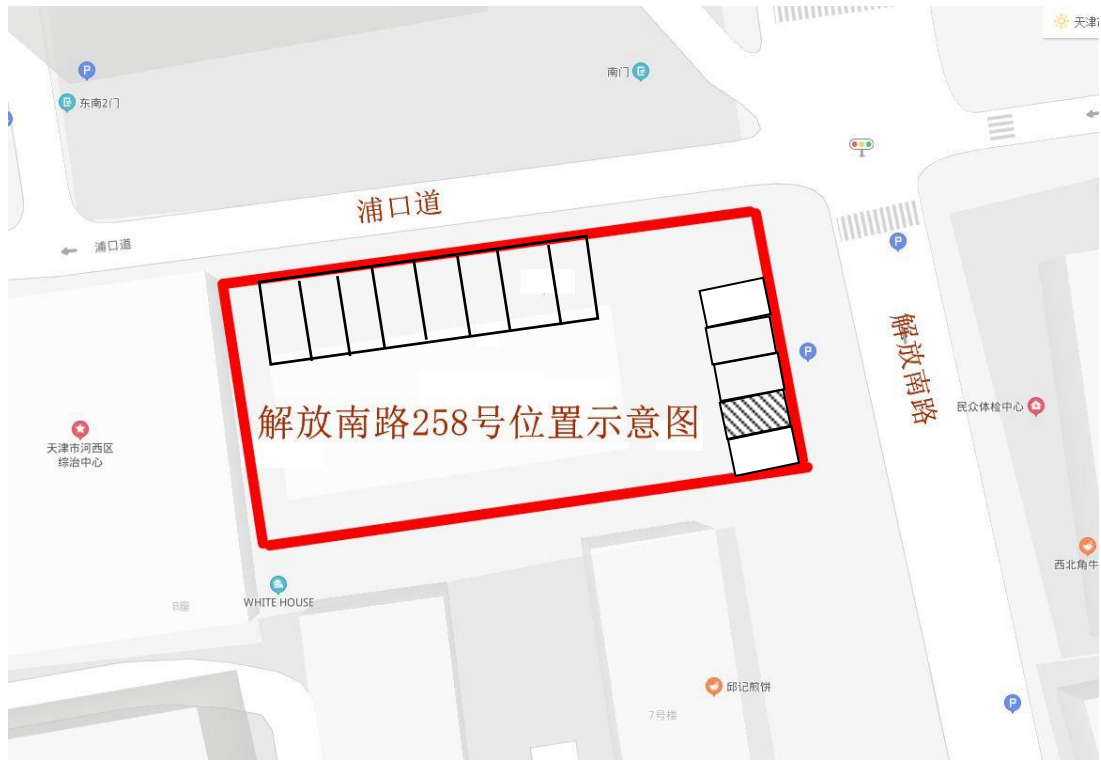 天津市
P
南门
东南2门
浦口道
浦口道
P
解放南路
P
解放南路258号位置示意图
民众体检中心
天津市河西区
综治中心
西北角牛
WHITE HOUSE
B座
邱记煎饼
P
7号楼